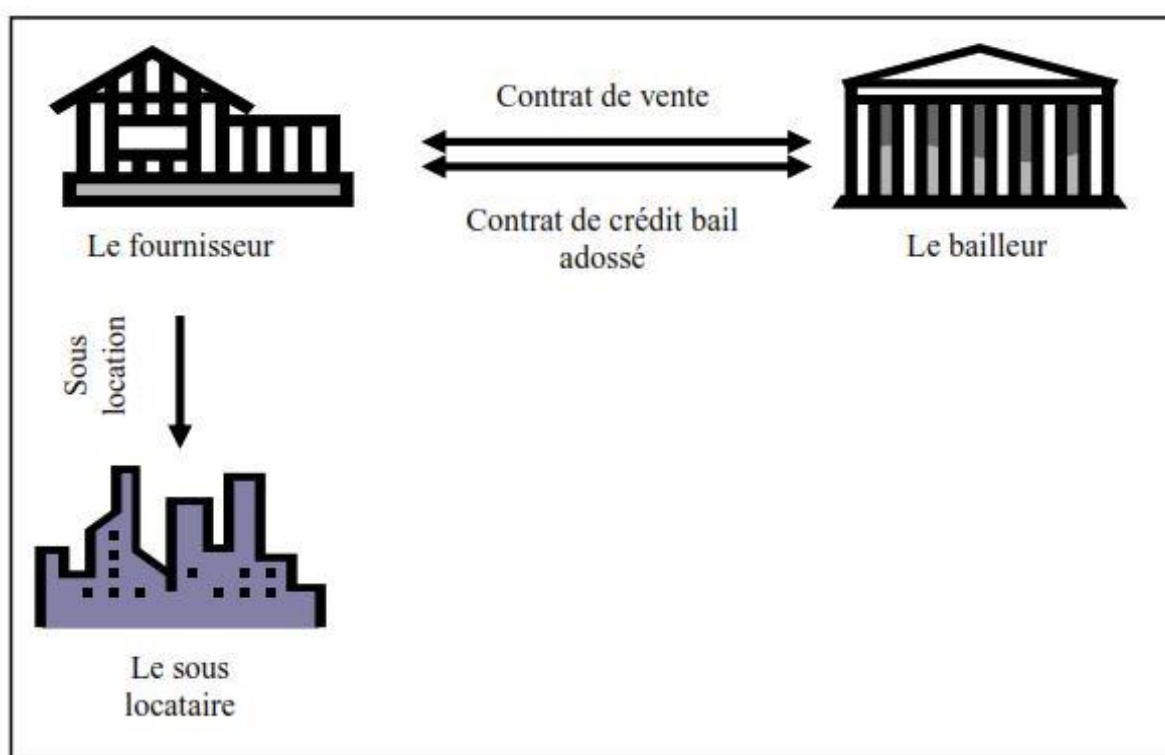 Contrat de vente
Contrat de crédit bail
adossé
Le fournisseur
Le bailleur
Sous
location
Le sous
locataire